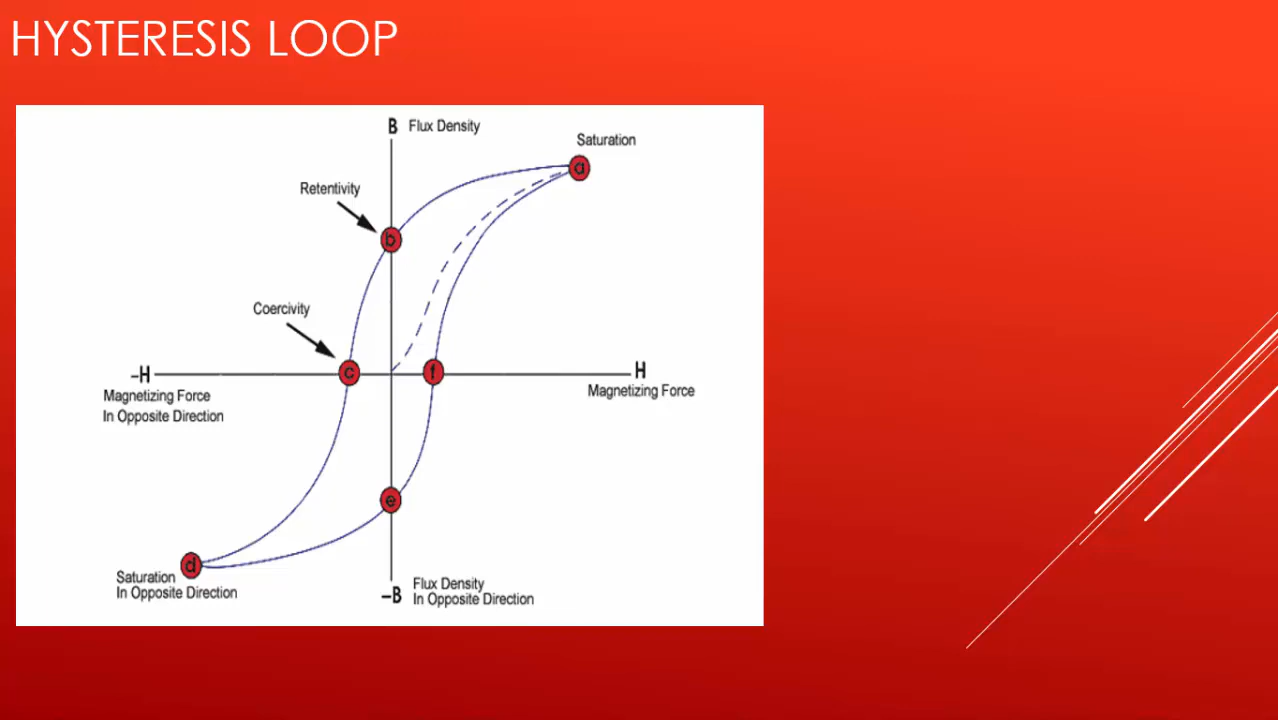 HYSTERESIS LOOP
B Flux Density
Saturation
a
Retentivity
b
Coercivity
–H
c
f
H
Magnetizing Force
In Opposite Direction
Magnetizing Force
e
d
Saturation
In Opposite Direction
–B
Flux Density
In Opposite Direction